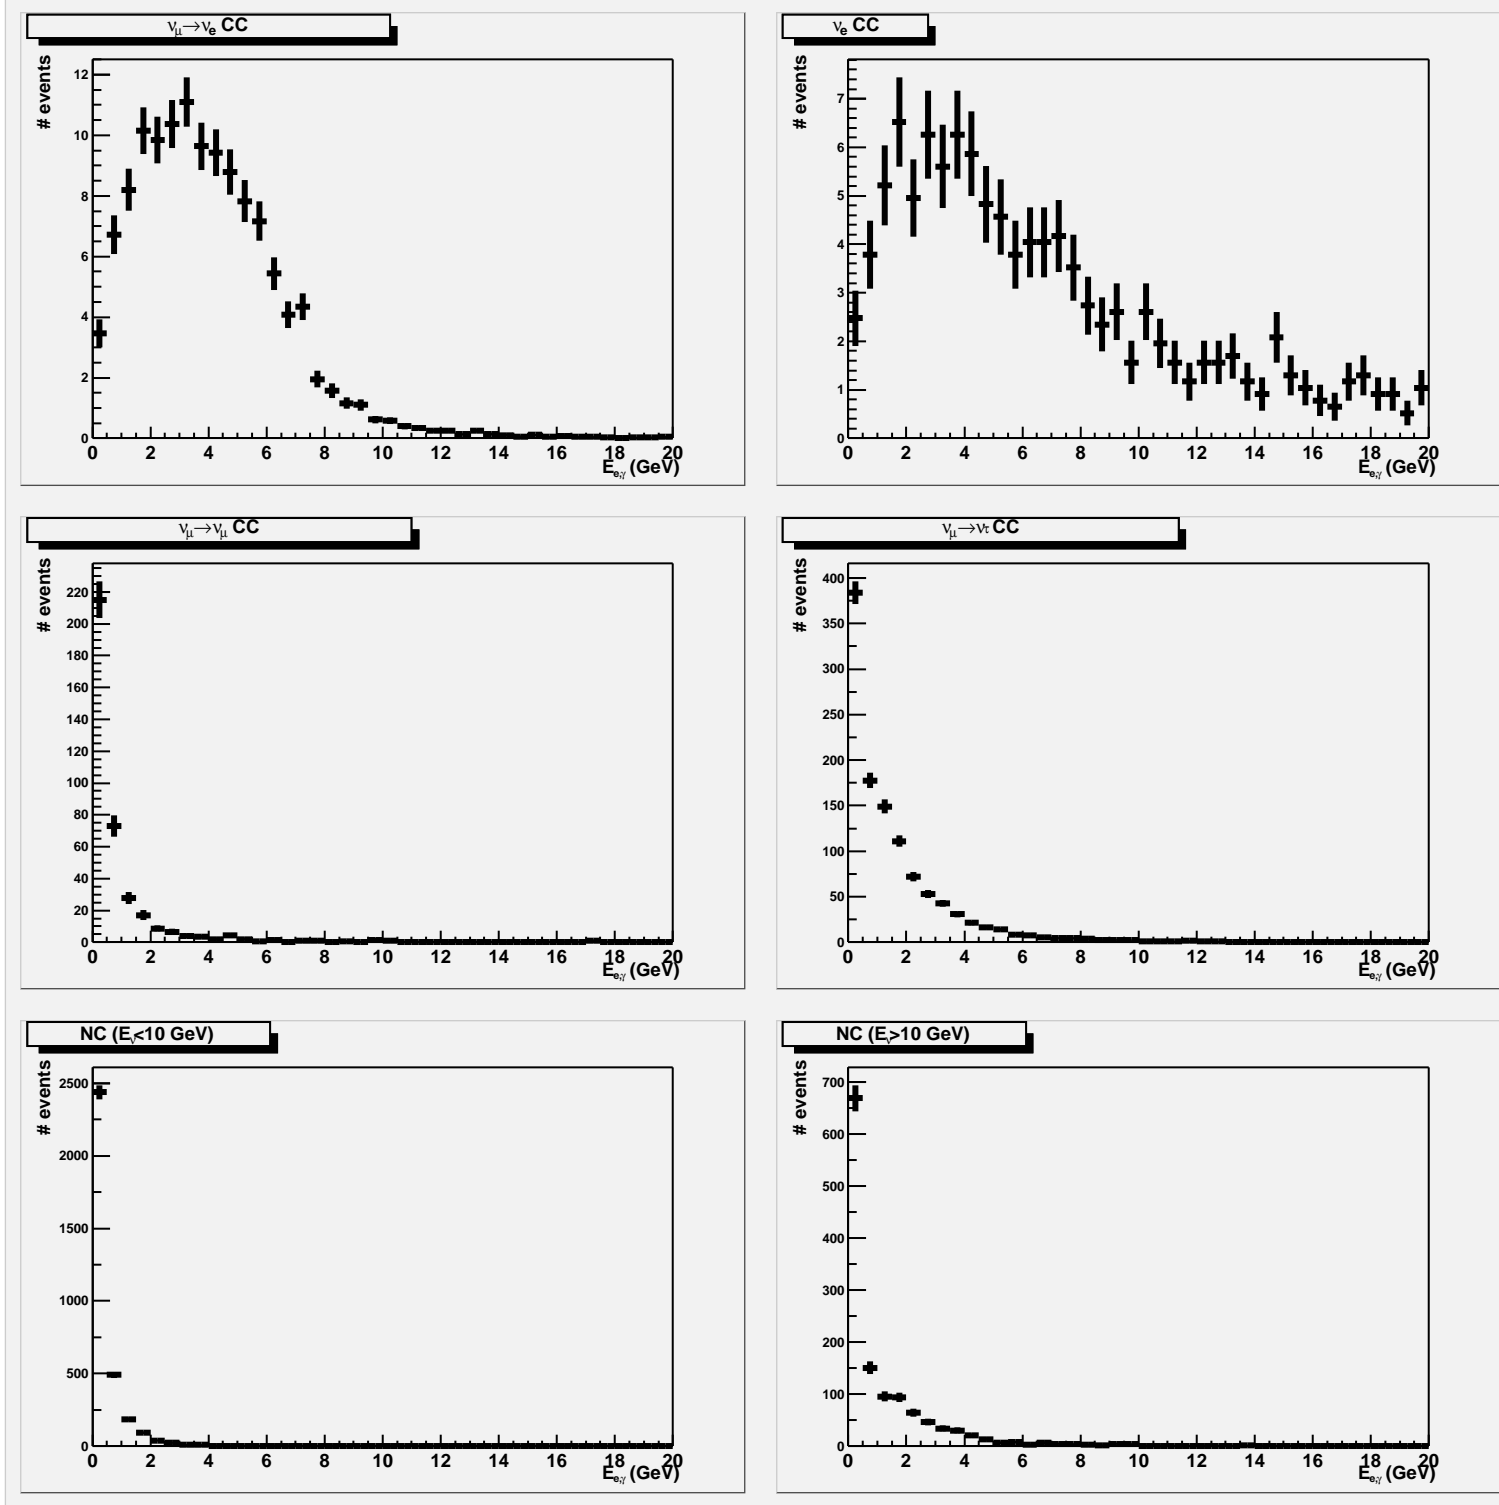 νμ→νe CC
# events
12
10
8
6
4
2
0
0 2 4 6 8 10 12 14 16 18 20
Ee,γ (GeV)
νe CC
# events
7
6
5
4
3
2
1
0
0 2 4 6 8 10 12 14 16 18 20
Ee,γ (GeV)
νμ→νμ CC
# events
220
200
180
160
140
120
100
80
60
40
20
0
0 2 4 6 8 10 12 14 16 18 20
Ee,γ (GeV)
νμ→ντ CC
# events
400
350
300
250
200
150
100
50
0
0 2 4 6 8 10 12 14 16 18 20
Ee,γ (GeV)
NC (Eν<10 GeV)
# events
2500
2000
1500
1000
500
0
0 2 4 6 8 10 12 14 16 18 20
Ee,γ (GeV)
NC (Eν>10 GeV)
# events
700
600
500
400
300
200
100
0
0 2 4 6 8 10 12 14 16 18 20
Ee,γ (GeV)